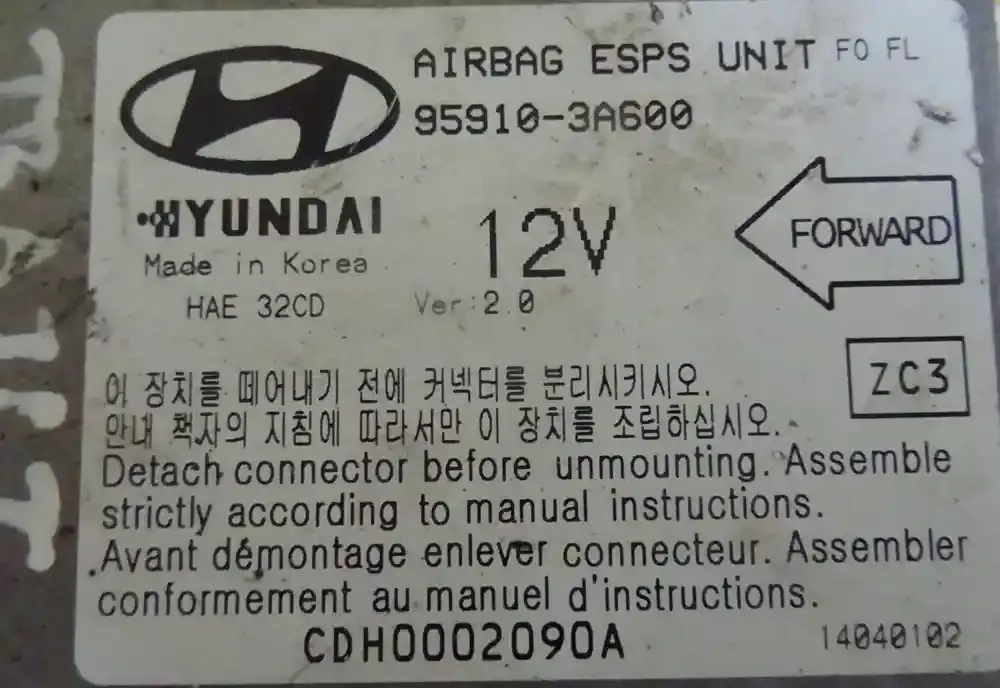 AIRBAG ESPS UNIT FO FL
95910-3A600
HYUNDAI
Made in Korea
HAE 32CD
12V
Ver:2.0
FORWARD
ZC3
이 장치를 떼어내기 전에 커넥터를 분리시키시오.
안내 책자의 지침에 따라서만 이 장치를 조립하십시오.
Detach connector before unmounting. Assemble
strictly according to manual instructions.
Avant démontage enlever connecteur. Assembler
conformement au manuel d'instructions.
CDH0002090A
14040102